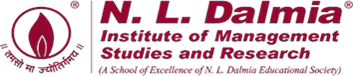 N. L. Dalmia®
Institute of Management
Studies and Research
(A School of Excellence of N. L. Dalmia Educational Society)
॥ तमसो मा ज्योतिर्गमय ॥
®